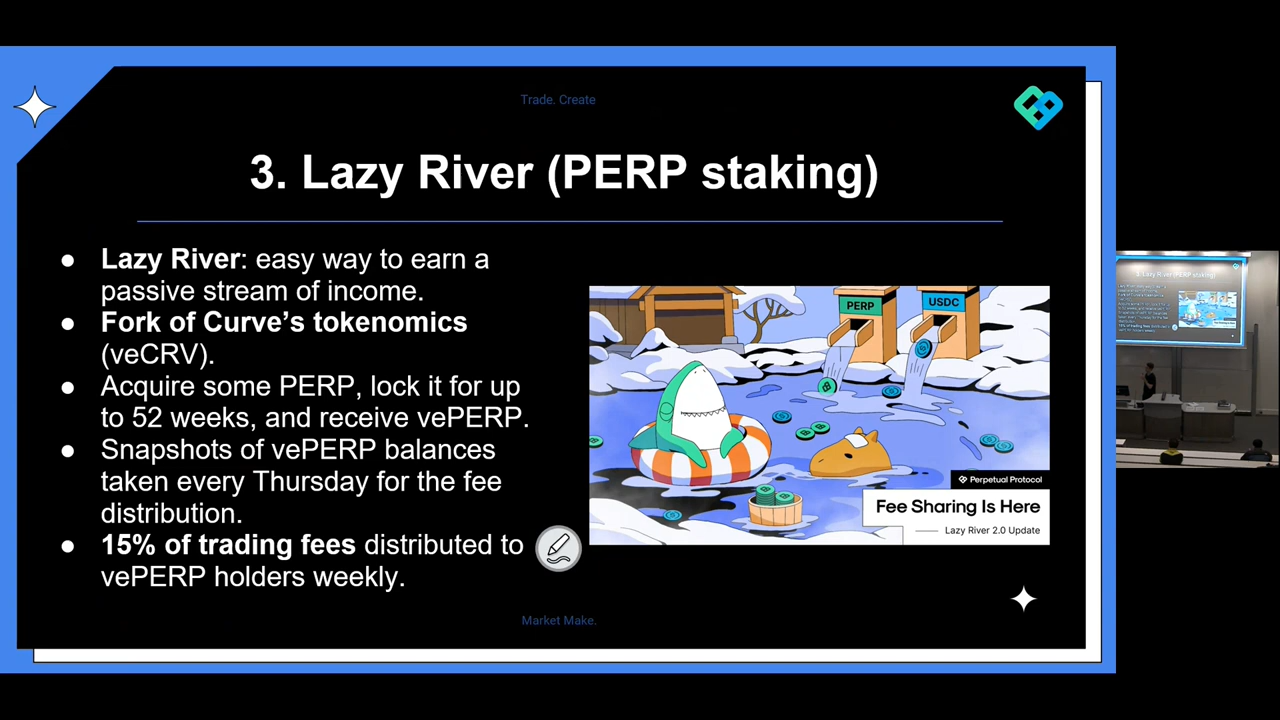 Trade. Create
3. Lazy River (PERP staking)
● Lazy River: easy way to earn a
passive stream of income.
● Fork of Curve’s tokenomics
(veCRV).
● Acquire some PERP, lock it for up
to 52 weeks, and receive vePERP.
● Snapshots of vePERP balances
taken every Thursday for the fee
distribution.
● 15% of trading fees distributed to
vePERP holders weekly.
PERP
USDC
Perpetual Protocol
Fee Sharing Is Here
Lazy River 2.0 Update
Market Make.
3. Lazy River (PERP staking)